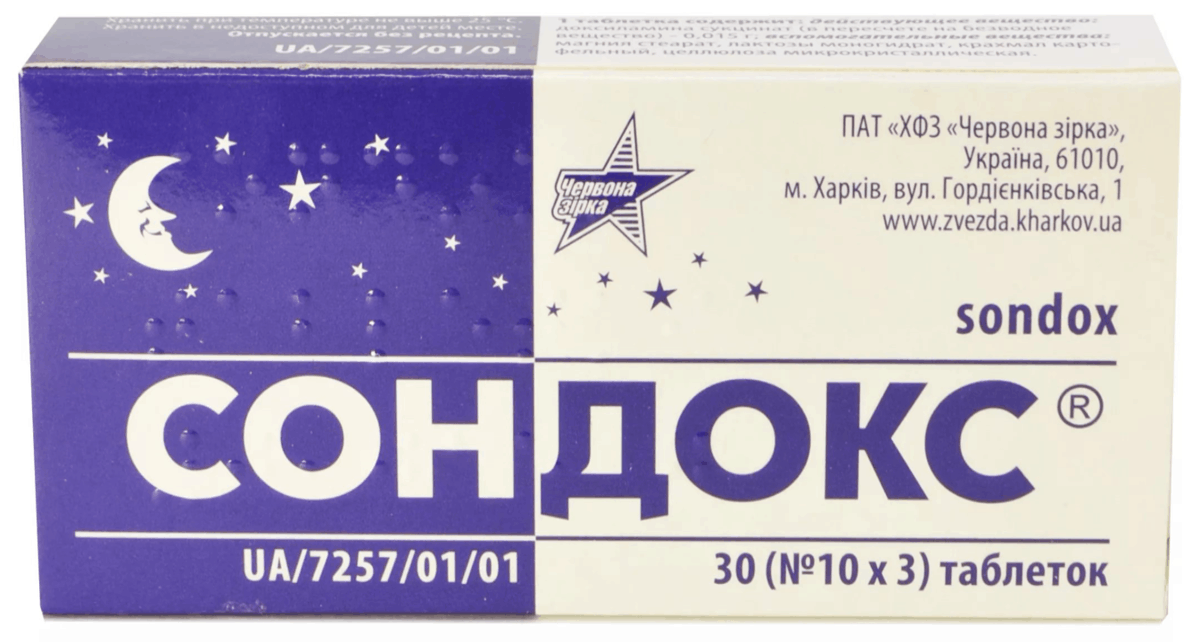 Хранить при температуре не выше 25 °С.
Хранить в недоступном для детей месте.
Отпускается без рецепта.
UA/7257/01/01
1 таблетка содержит: действующее вещество:
доксиламина сукцинат (в пересчете на безводное
вещество) – 0,015 г; вспомогательные вещества:
магния стеарат, лактозы моногидрат, крахмал карто-
фельный, целлюлоза микрокристаллическая.
Червона
зірка
ПАТ «ХФЗ «Червона зірка»,
Україна, 61010,
м. Харків, вул. Гордієнківська, 1
www.zvezda.kharkov.ua
sondox
СОНДОКС®
UA/7257/01/01
30 (№10 х 3) таблеток